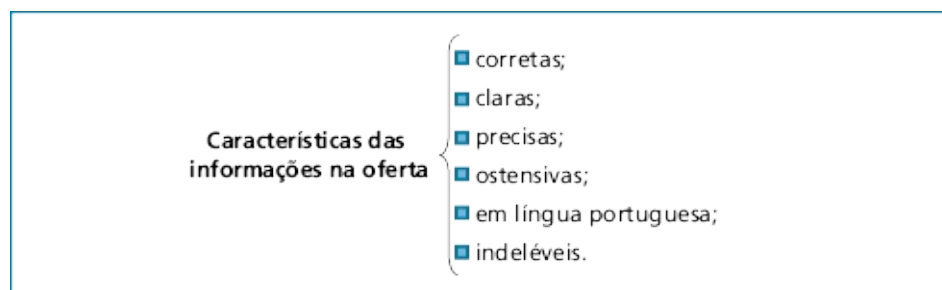 Características das
informações na oferta
corretas;
claras;
precisas;
ostensivas;
em língua portuguesa;
indeléveis.